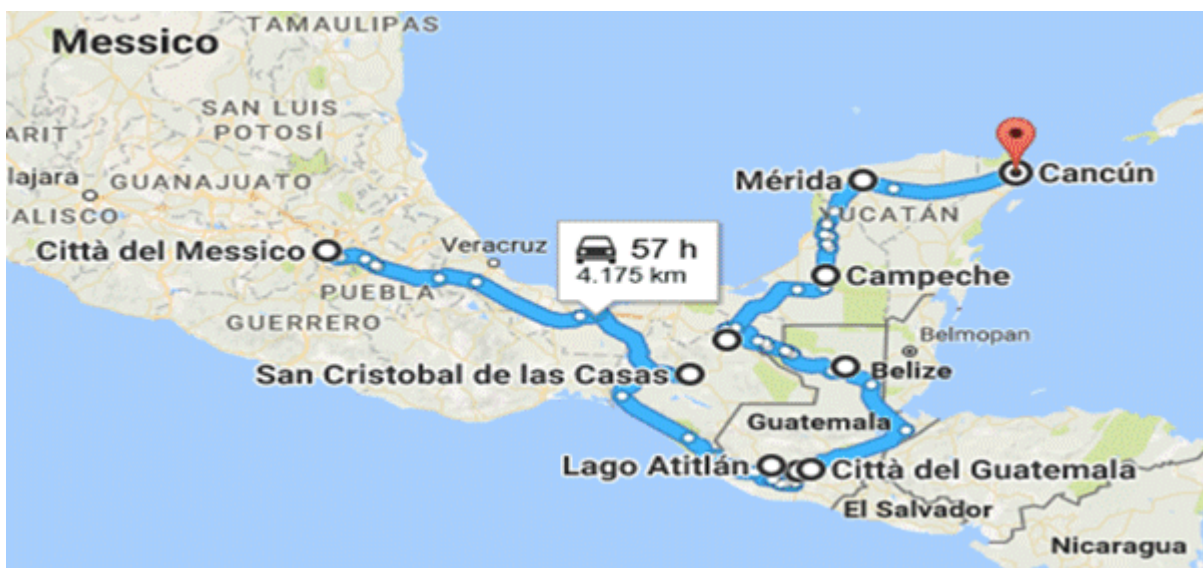 TAMAULIPAS
Messico
SAN LUIS
POTOSÍ
ARIT
lajara
GUANAJUATO
JALISCO
Città del Messico
Veracruz
PUEBLA
GUERRERO
57 h
4.175 km
Mérida
Cancún
YUCATÁN
Campeche
Belmopan
San Cristobal de las Casas
Belize
Guatemala
Lago Atitlán
Città del Guatemala
El Salvador
Nicaragua